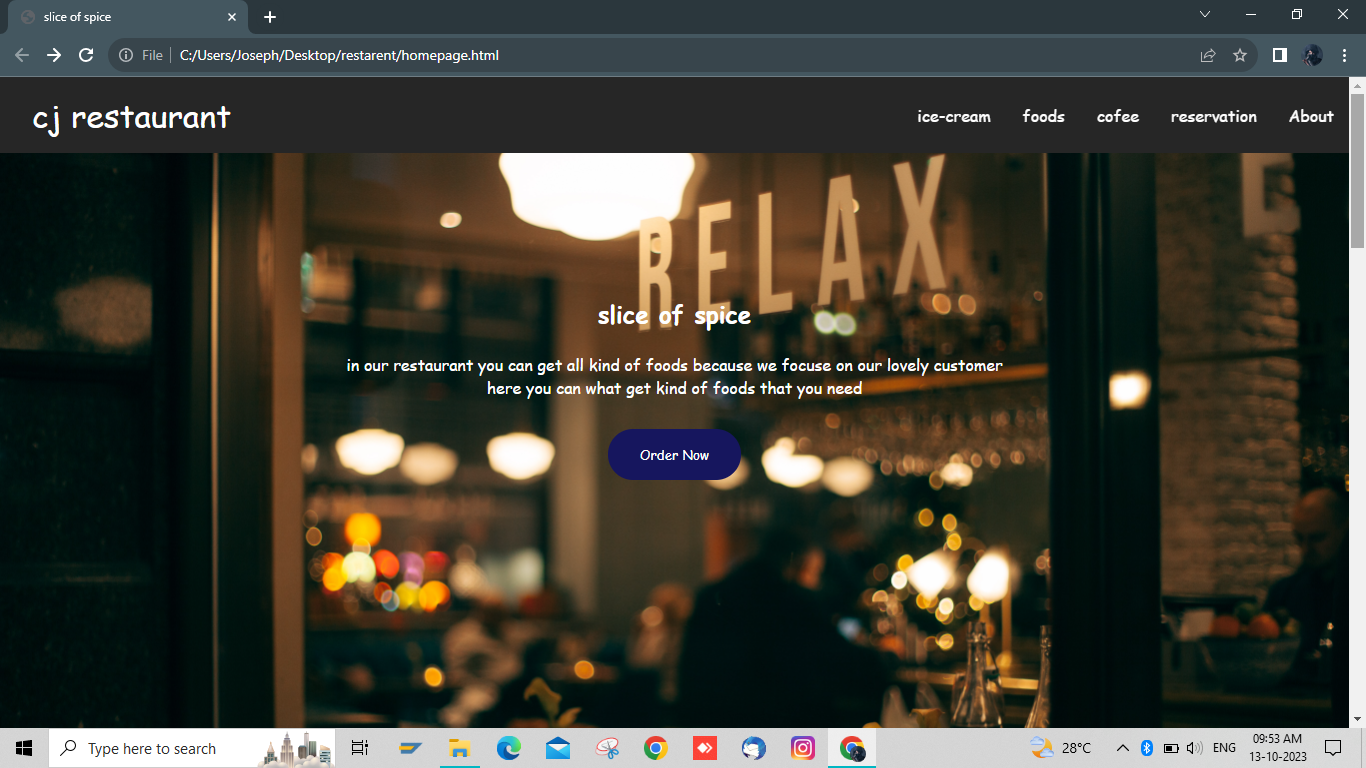 slice of spice
File
C:/Users/Joseph/Desktop/restarent/homepage.html
cj restaurant
ice-cream
foods
cofee
reservation
About
RELAX
E
slice of spice
in our restaurant you can get all kind of foods because we focuse on our lovely customer
here you can what get kind of foods that you need
Order Now
Type here to search
28°C
ENG
09:53 AM
13-10-2023